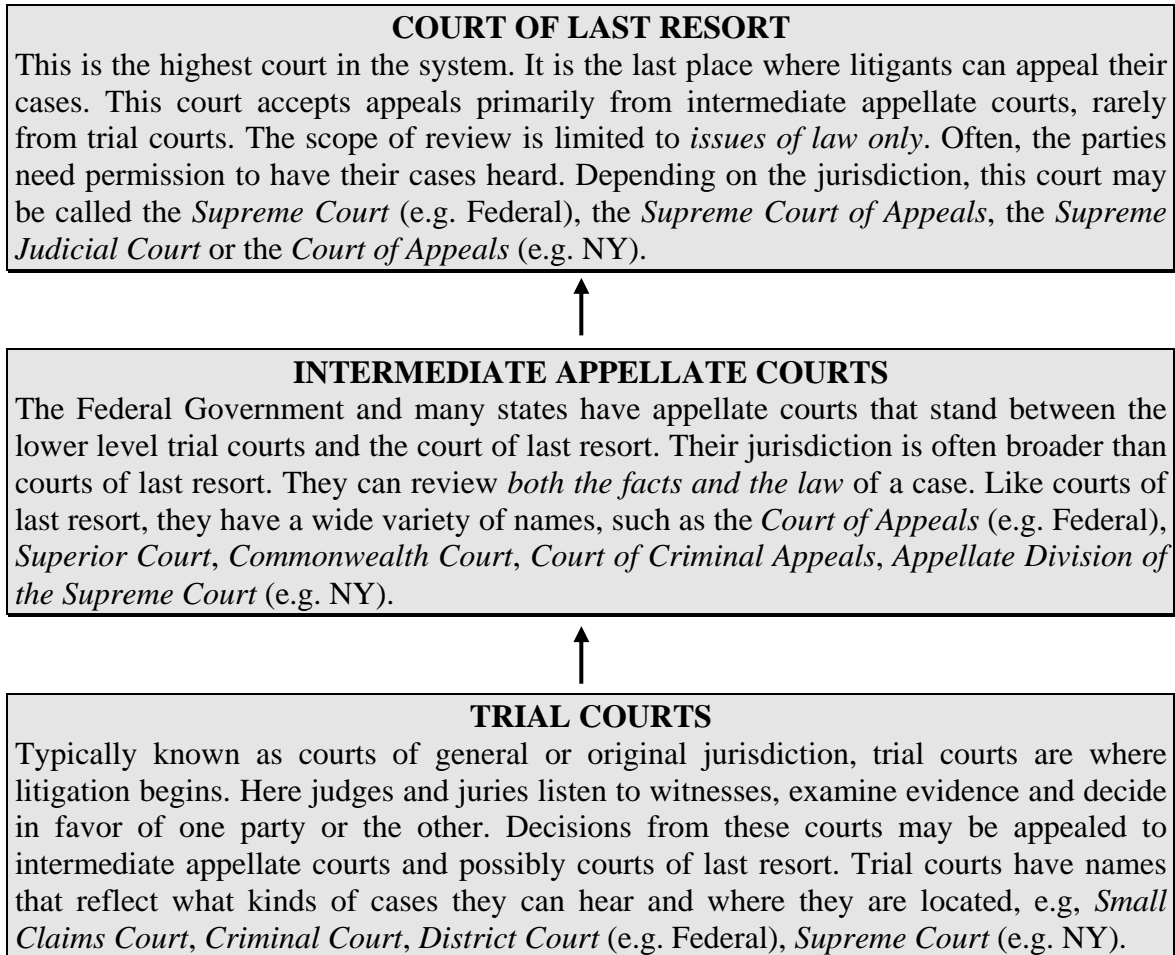 COURT OF LAST RESORT
This is the highest court in the system. It is the last place where litigants can appeal their
cases. This court accepts appeals primarily from intermediate appellate courts, rarely
from trial courts. The scope of review is limited to issues of law only. Often, the parties
need permission to have their cases heard. Depending on the jurisdiction, this court may
be called the Supreme Court (e.g. Federal), the Supreme Court of Appeals, the Supreme
Judicial Court or the Court of Appeals (e.g. NY).
INTERMEDIATE APPELLATE COURTS
The Federal Government and many states have appellate courts that stand between the
lower level trial courts and the court of last resort. Their jurisdiction is often broader than
courts of last resort. They can review both the facts and the law of a case. Like courts of
last resort, they have a wide variety of names, such as the Court of Appeals (e.g. Federal),
Superior Court, Commonwealth Court, Court of Criminal Appeals, Appellate Division of
the Supreme Court (e.g. NY).
TRIAL COURTS
Typically known as courts of general or original jurisdiction, trial courts are where
litigation begins. Here judges and juries listen to witnesses, examine evidence and decide
in favor of one party or the other. Decisions from these courts may be appealed to
intermediate appellate courts and possibly courts of last resort. Trial courts have names
that reflect what kinds of cases they can hear and where they are located, e.g, Small
Claims Court, Criminal Court, District Court (e.g. Federal), Supreme Court (e.g. NY).